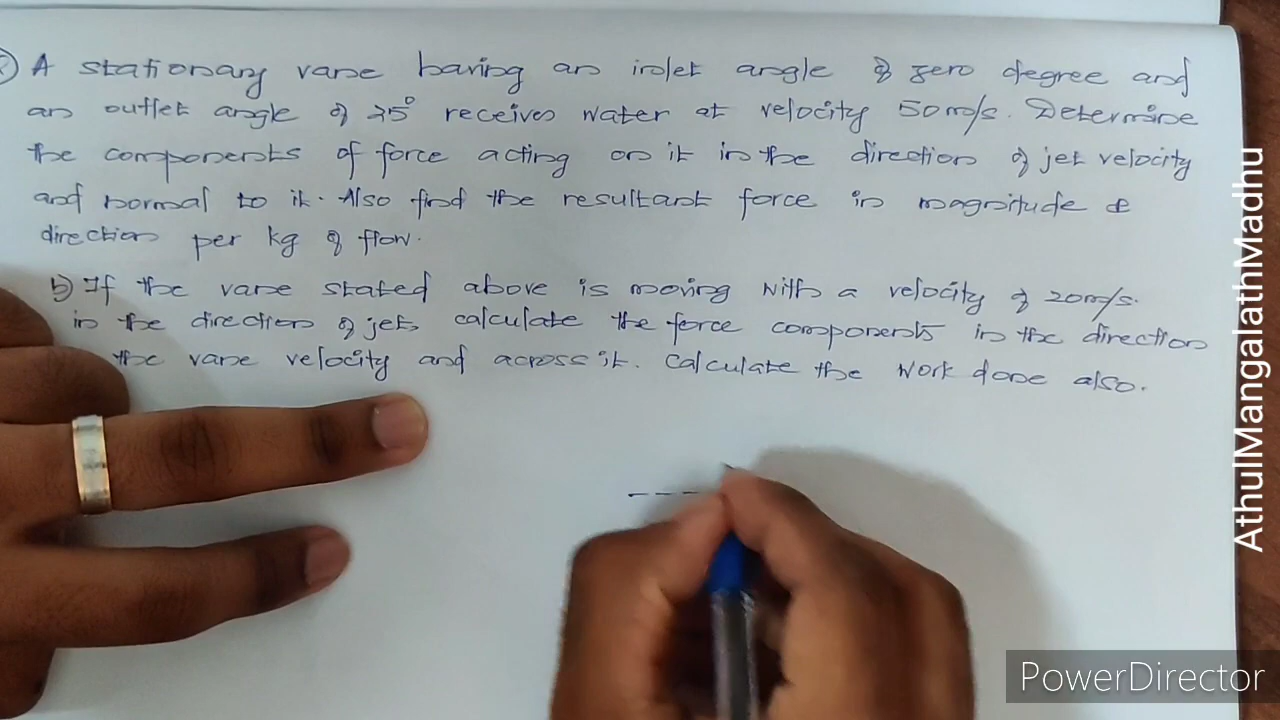 A stationary vane having an inlet angle of zero degree and
an outlet angle of 25° receives water at velocity 50m/s. Determine
the components of force acting on it in the direction of jet velocity
and normal to it. Also find the resultant force in magnitude &
direction per kg of flow.
b) If the vane stated above is moving with a velocity of 20m/s.
in the direction of jet, calculate the force components in the direction
the vane velocity and across it. Calculate the work done also.
AthulMangalathMadhu
PowerDirector